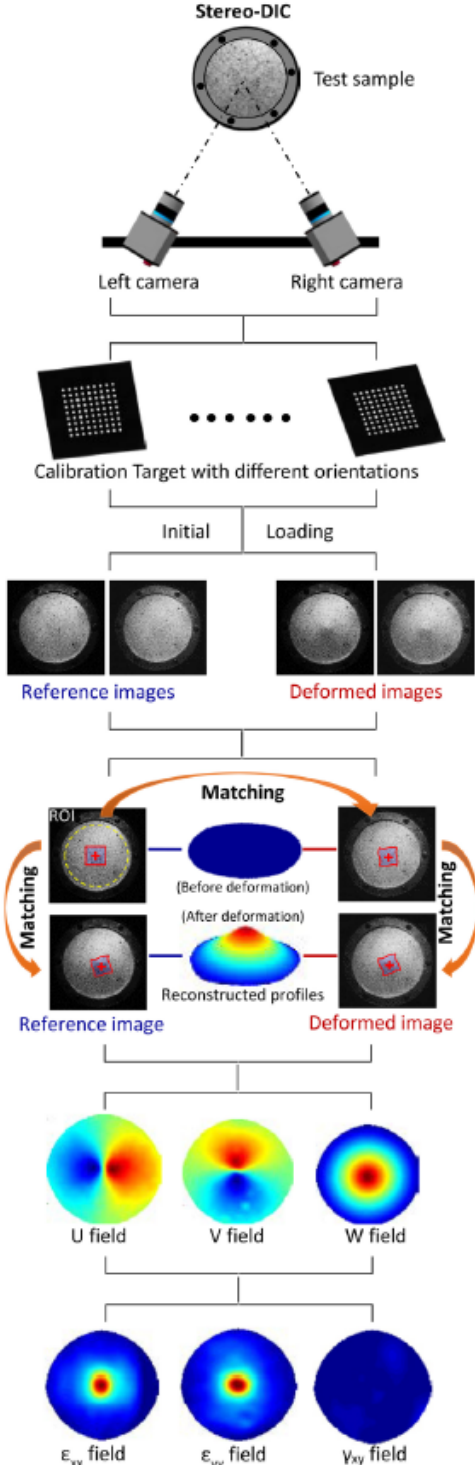 Stereo-DIC
Test sample
Left camera
Right camera
Calibration Target with different orientations
Initial
Loading
Reference images
Deformed images
Matching
ROI
Matching
Matching
(Before deformation)
(After deformation)
Reconstructed profiles
Reference image
Deformed image
U field
V field
W field
field
field
γxy field